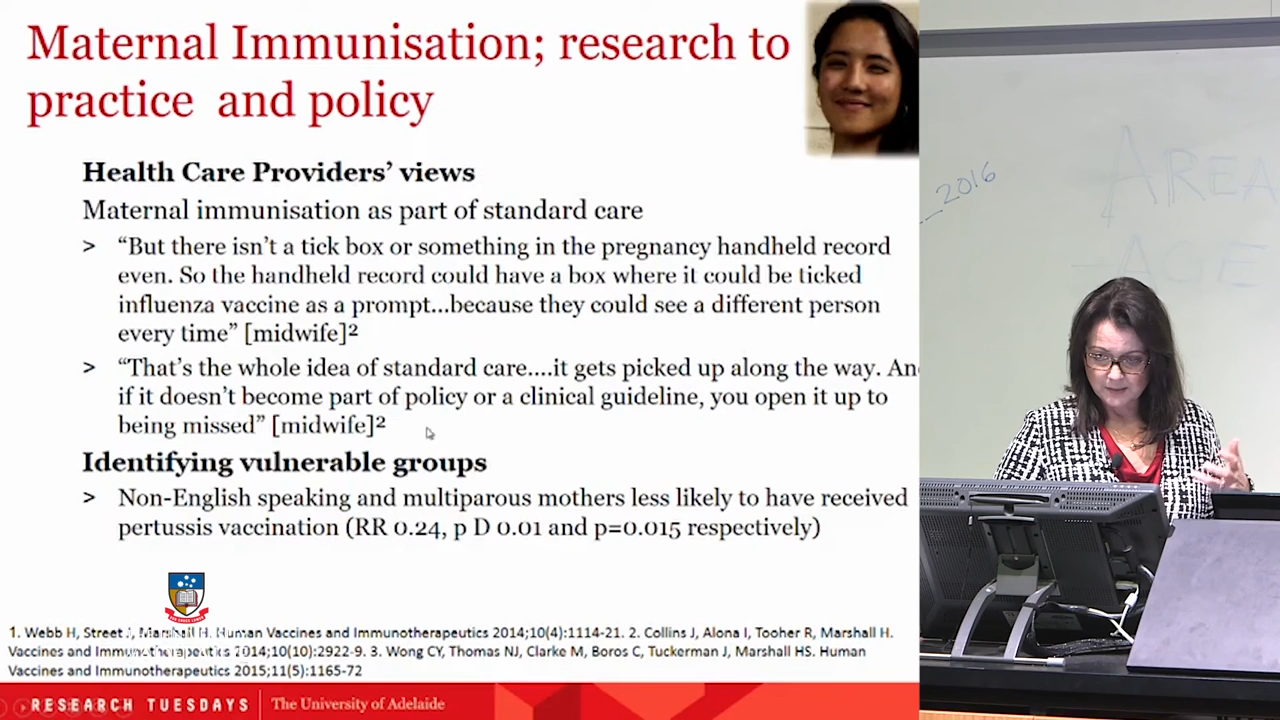 Maternal Immunisation; research to
practice and policy
Health Care Providers' views
Maternal immunisation as part of standard care
> “But there isn't a tick box or something in the pregnancy handheld record
even. So the handheld record could have a box where it could be ticked
influenza vaccine as a prompt...because they could see a different person
every time” [midwife]²
> “That's the whole idea of standard care....it gets picked up along the way. An
if it doesn't become part of policy or a clinical guideline, you open it up to
being missed” [midwife]²
Identifying vulnerable groups
> Non-English speaking and multiparous mothers less likely to have received
pertussis vaccination (RR 0.24, p D 0.01 and p=0.015 respectively)
1. Webb H, Street J, Marshall H. Human Vaccines and Immunotherapeutics 2014;10(4):1114-21. 2. Collins J, Alona I, Tooher R, Marshall H.
Vaccines and Immunotherapeutics 2014;10(10):2922-9. 3. Wong CY, Thomas NJ, Clarke M, Boros C, Tuckerman J, Marshall HS. Human
Vaccines and Immunotherapeutics 2015;11(5):1165-72
RESEARCH TUESDAYS | The University of Adelaide
2016
AREA
- AGE